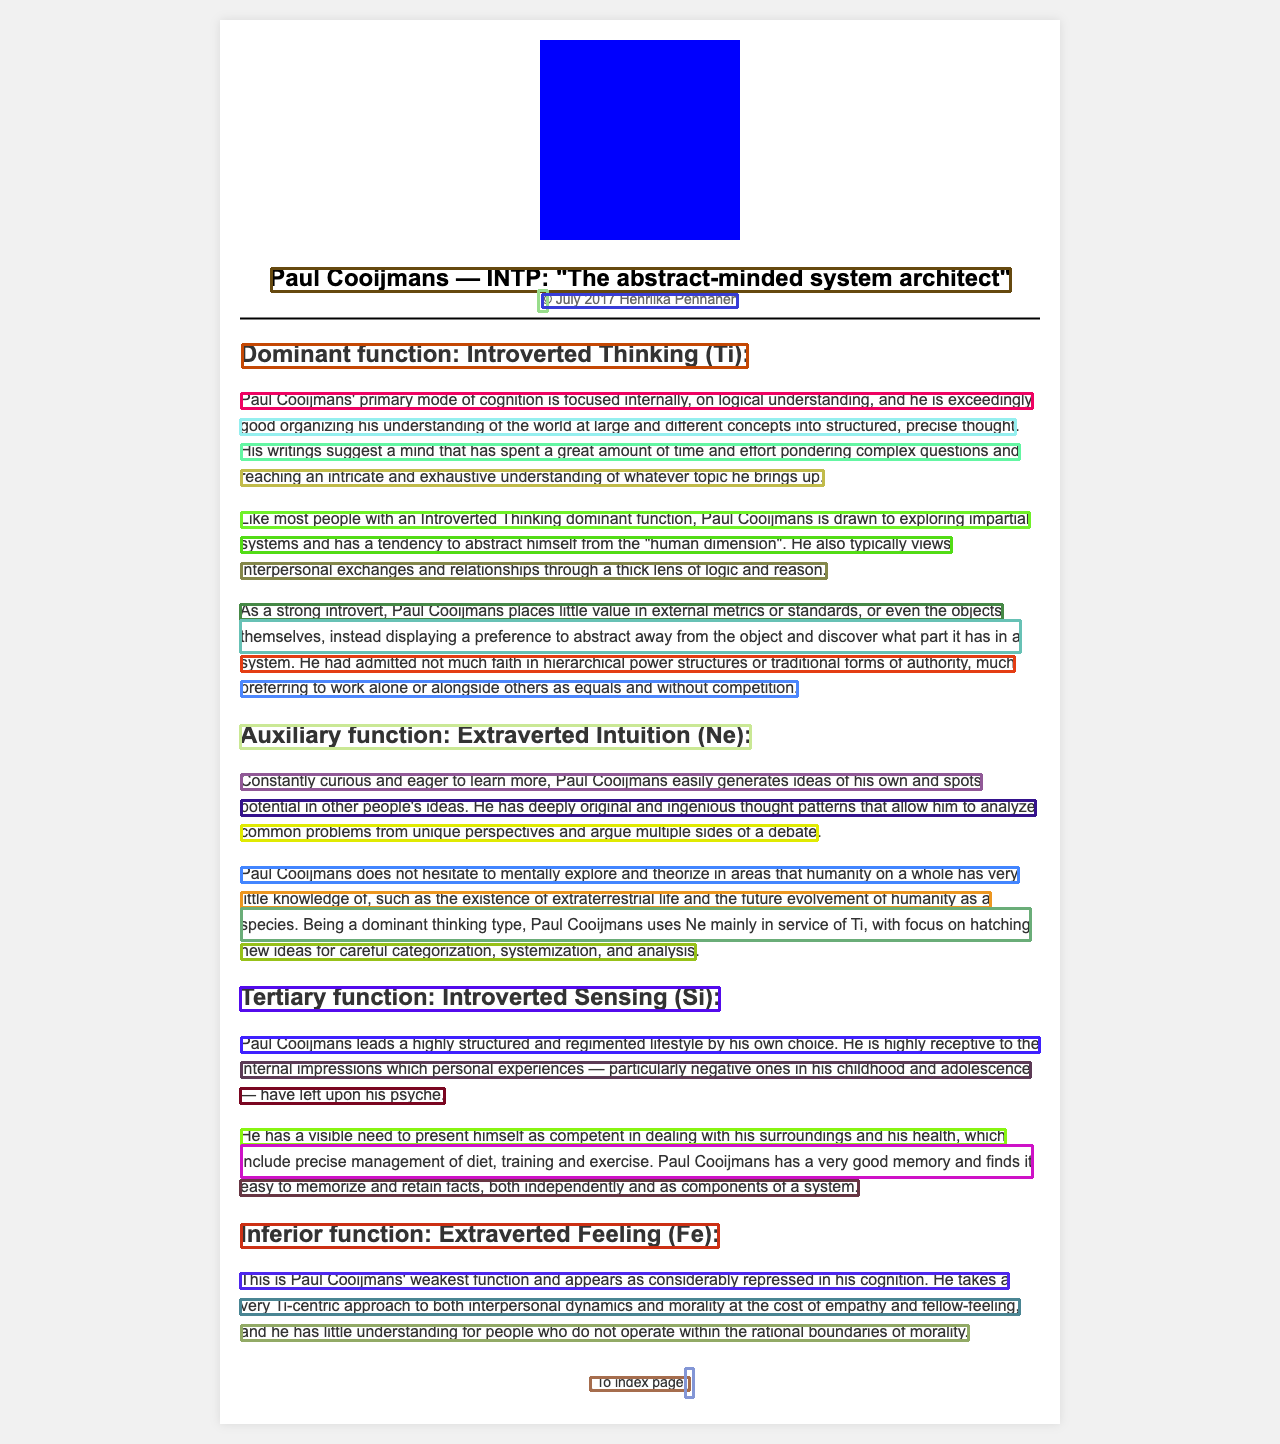 Paul Cooijmans — INTP: "The abstract-minded system architect"
July 2017 Henriika Pennanen
Dominant function: Introverted Thinking (Ti):
Paul Cooijmans' primary mode of cognition is focused internally, on logical understanding, and he is exceedingly
good organizing his understanding of the world at large and different concepts into structured, precise thought.
His writings suggest a mind that has spent a great amount of time and effort pondering complex questions and
reaching an intricate and exhaustive understanding of whatever topic he brings up.
Like most people with an Introverted Thinking dominant function, Paul Cooijmans is drawn to exploring impartial
systems and has a tendency to abstract himself from the "human dimension". He also typically views
interpersonal exchanges and relationships through a thick lens of logic and reason.
As a strong introvert, Paul Cooijmans places little value in external metrics or standards, or even the objects
themselves, instead displaying a preference to abstract away from the object and discover what part it has in a
system. He had admitted not much faith in hierarchical power structures or traditional forms of authority, much
preferring to work alone or alongside others as equals and without competition.
Auxiliary function: Extraverted Intuition (Ne):
Constantly curious and eager to learn more, Paul Cooijmans easily generates ideas of his own and spots
potential in other people's ideas. He has deeply original and ingenious thought patterns that allow him to analyze
common problems from unique perspectives and argue multiple sides of a debate.
Paul Cooijmans does not hesitate to mentally explore and theorize in areas that humanity on a whole has very
little knowledge of, such as the existence of extraterrestrial life and the future evolvement of humanity as a
species. Being a dominant thinking type, Paul Cooijmans uses Ne mainly in service of Ti, with focus on hatching
new ideas for careful categorization, systemization, and analysis.
Tertiary function: Introverted Sensing (Si):
Paul Cooijmans leads a highly structured and regimented lifestyle by his own choice. He is highly receptive to the
internal impressions which personal experiences — particularly negative ones in his childhood and adolescence
— have left upon his psyche.
He has a visible need to present himself as competent in dealing with his surroundings and his health, which
include precise management of diet, training and exercise. Paul Cooijmans has a very good memory and finds it
easy to memorize and retain facts, both independently and as components of a system.
Inferior function: Extraverted Feeling (Fe):
This is Paul Cooijmans' weakest function and appears as considerably repressed in his cognition. He takes a
very Ti-centric approach to both interpersonal dynamics and morality at the cost of empathy and fellow-feeling,
and he has little understanding for people who do not operate within the rational boundaries of morality.
To index page